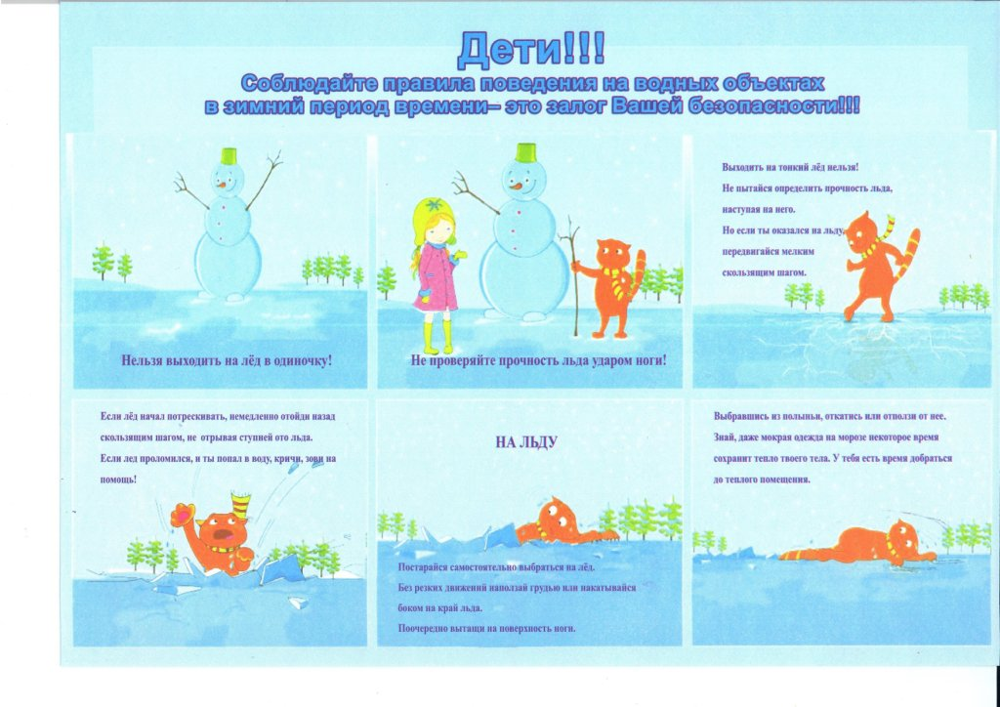 Дети!!!
Соблюдайте правила поведения на водных объектах
в зимний период времени– это залог Вашей безопасности!!!
Нельзя выходить на лёд в одиночку!
Не проверяйте прочность льда ударом ноги!
Выходить на тонкий лёд нельзя!
Не пытайся определить прочность льда,
наступая на него.
Но если ты оказался на льду,
передвигайся мелким
скользящим шагом.
Если лёд начал потрескивать, немедленно отойди назад
скользящим шагом, не отрывая ступней ото льда.
Если лед проломился, и ты попал в воду, кричи, зови на
помощь!
НА ЛЬДУ
Постарайся самостоятельно выбраться на лёд.
Без резких движений наползай грудью или накатывайся
боком на край льда.
Поочередно вытащи на поверхность ноги.
Выбравшись из полыньи, откатись или отползи от нее.
Знай, даже мокрая одежда на морозе некоторое время
сохранит тепло твоего тела. У тебя есть время добраться
до теплого помещения.